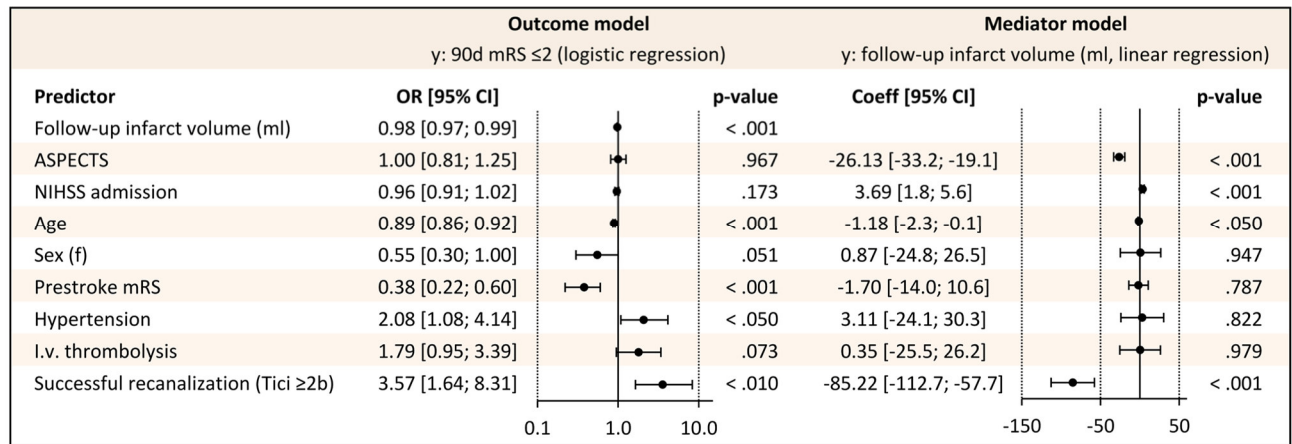 Outcome model Mediator model
y: 90d mRS ≤2 (logistic regression) y: follow-up infarct volume (ml, linear regression)
Predictor OR [95% CI] p-value Coeff [95% CI] p-value
Follow-up infarct volume (ml) 0.98 [0.97; 0.99] < .001
ASPECTS 1.00 [0.81; 1.25] .967 -26.13 [-33.2; -19.1] < .001
NIHSS admission 0.96 [0.91; 1.02] .173 3.69 [1.8; 5.6] < .001
Age 0.89 [0.86; 0.92] < .001 -1.18 [-2.3; -0.1] < .050
Sex (f) 0.55 [0.30; 1.00] .051 0.87 [-24.8; 26.5] .947
Prestroke mRS 0.38 [0.22; 0.60] < .001 -1.70 [-14.0; 10.6] .787
Hypertension 2.08 [1.08; 4.14] < .050 3.11 [-24.1; 30.3] .822
I.v. thrombolysis 1.79 [0.95; 3.39] .073 0.35 [-25.5; 26.2] .979
Successful recanalization (Tici ≥2b) 3.57 [1.64; 8.31] < .010 -85.22 [-112.7; -57.7] < .001
0.1 1.0 10.0 -150 -50 50